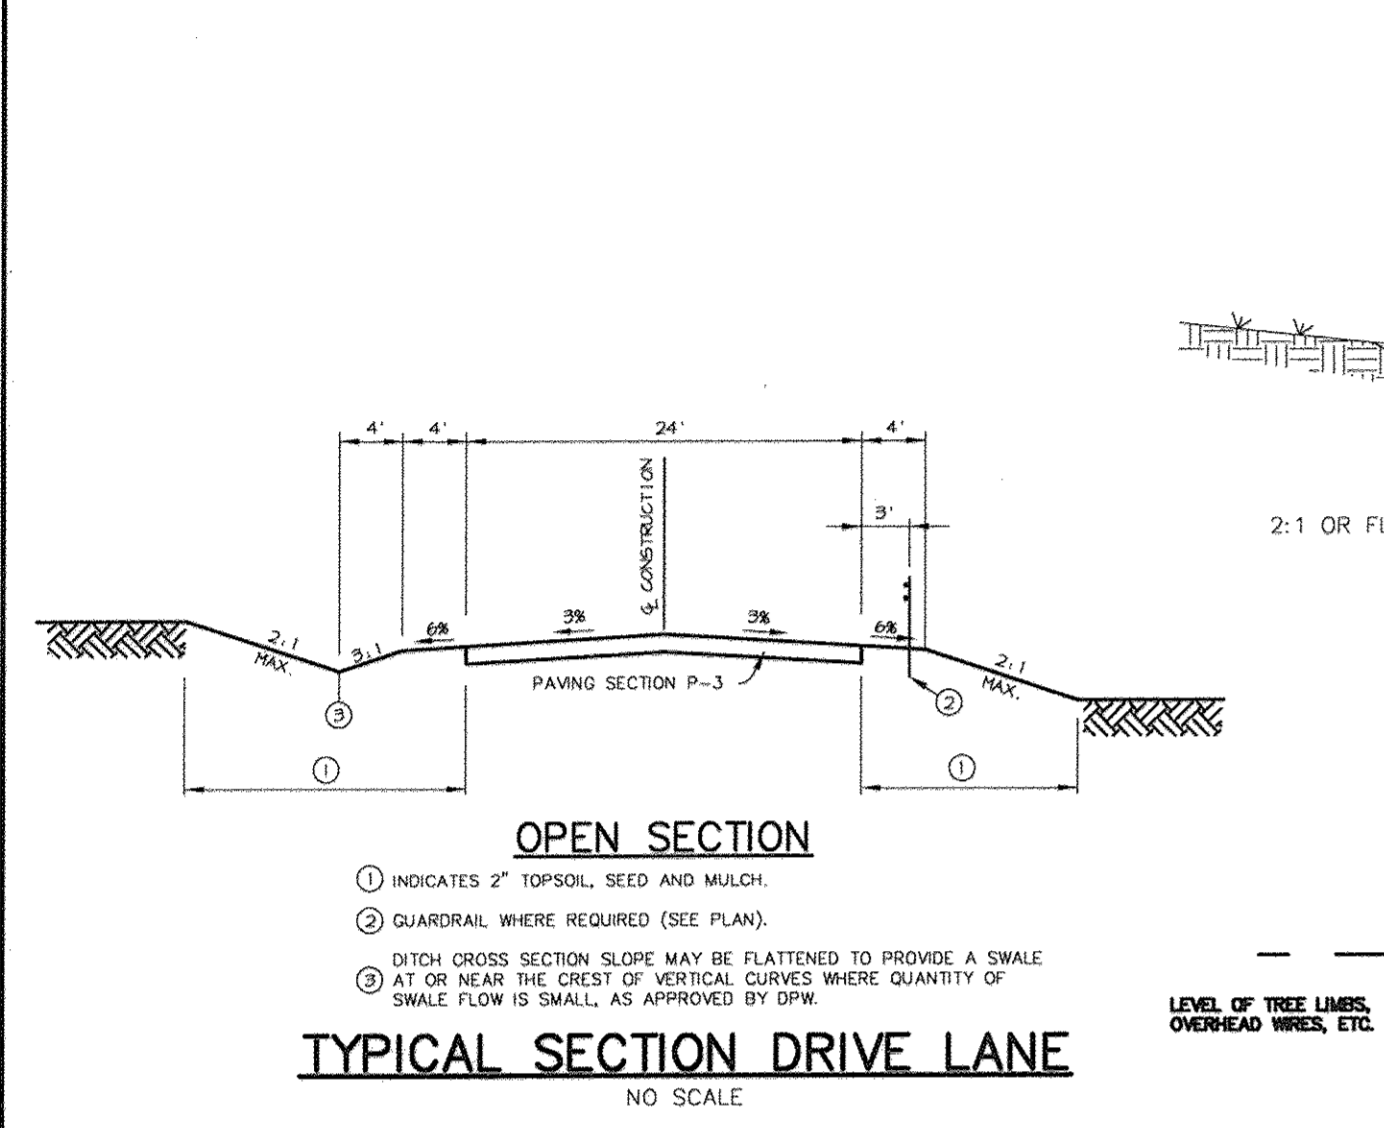 4' 4' 24' 4'
℄ CONSTRUCTION
3'
2:1 OR
2:1
MAX.
3:1
6%
3%
3%
6%
2:1
MAX.
PAVING SECTION P-3
3
2
1
1
OPEN SECTION
1 INDICATES 2" TOPSOIL, SEED AND MULCH.
2 GUARDRAIL WHERE REQUIRED (SEE PLAN).
DITCH CROSS SECTION SLOPE MAY BE FLATTENED TO PROVIDE A SWALE
3 AT OR NEAR THE CREST OF VERTICAL CURVES WHERE QUANTITY OF
SWALE FLOW IS SMALL, AS APPROVED BY DPW.
LEVEL OF TREE LIMBS,
OVERHEAD WIRES, ETC.
TYPICAL SECTION DRIVE LANE
NO SCALE